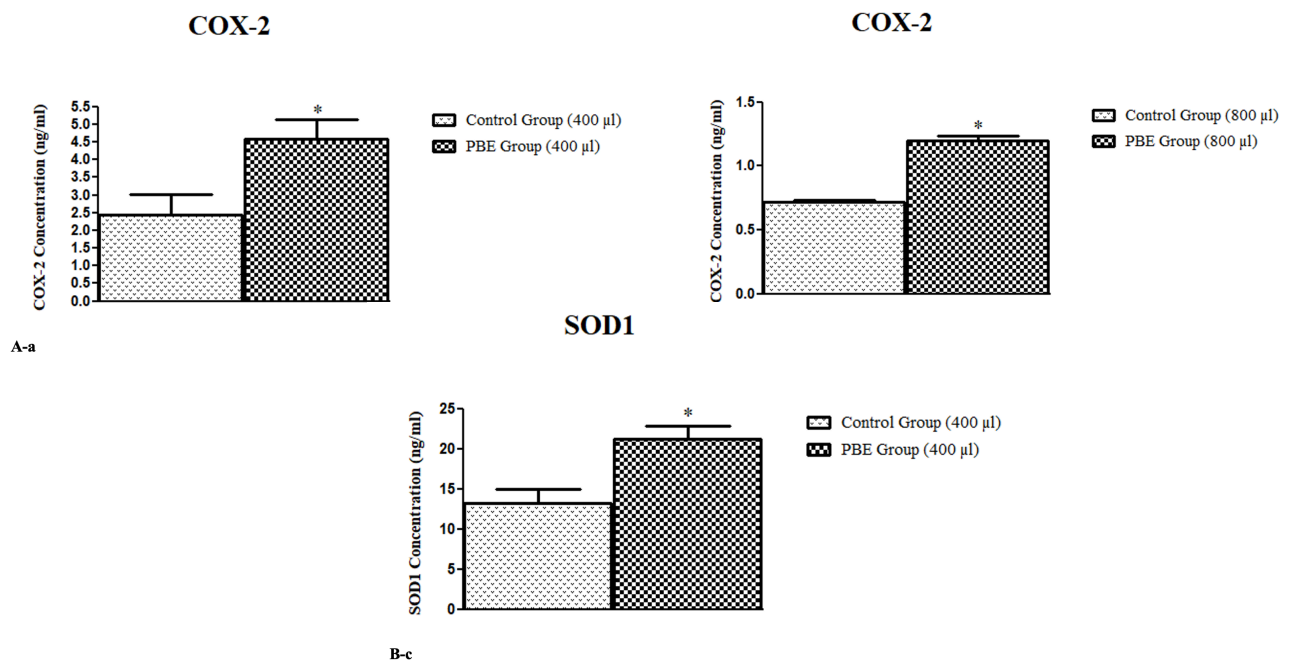 COX-2
COX-2 Concentration (ng/ml)
5.5
5.0
4.5
4.0
3.5
3.0
2.5
2.0
1.5
1.0
0.5
0.0
*
Control Group (400 µl)
PBE Group (400 µl)
A-a
COX-2
COX-2 Concentration (ng/ml)
1.5
1.0
0.5
0.0
*
Control Group (800 µl)
PBE Group (800 µl)
SOD1
SOD1 Concentration (ng/ml)
25
20
15
10
5
0
*
Control Group (400 µl)
PBE Group (400 µl)
B-c